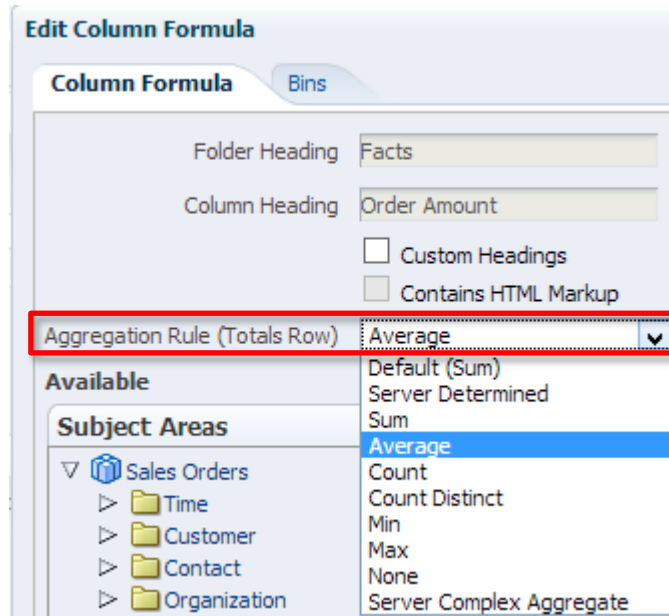 Edit Column Formula
Column Formula Bins
Folder Heading Facts
Column Heading Order Amount
Custom Headings
Contains HTML Markup
Aggregation Rule (Totals Row) Average
Default (Sum)
Server Determined
Sum
Average
Count
Count Distinct
Min
Max
None
Server Complex Aggregate
Available
Subject Areas
Sales Orders
Time
Customer
Contact
Organization